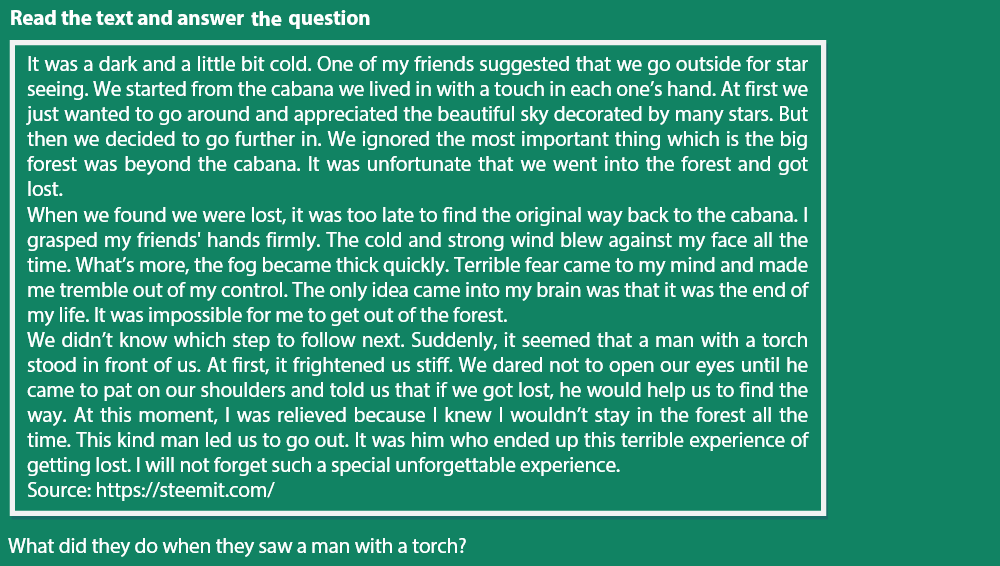 Read the text and answer the question
It was a dark and a little bit cold. One of my friends suggested that we go outside for star
seeing. We started from the cabana we lived in with a touch in each one's hand. At first we
just wanted to go around and appreciated the beautiful sky decorated by many stars. But
then we decided to go further in. We ignored the most important thing which is the big
forest was beyond the cabana. It was unfortunate that we went into the forest and got
lost.
When we found we were lost, it was too late to find the original way back to the cabana. I
grasped my friends' hands firmly. The cold and strong wind blew against my face all the
time. What's more, the fog became thick quickly. Terrible fear came to my mind and made
me tremble out of my control. The only idea came into my brain was that it was the end of
my life. It was impossible for me to get out of the forest.
We didn't know which step to follow next. Suddenly, it seemed that a man with a torch
stood in front of us. At first, it frightened us stiff. We dared not to open our eyes until he
came to pat on our shoulders and told us that if we got lost, he would help us to find the
way. At this moment, I was relieved because I knew I wouldn't stay in the forest all the
time. This kind man led us to go out. It was him who ended up this terrible experience of
getting lost. I will not forget such a special unforgettable experience.
Source: https://steemit.com/
What did they do when they saw a man with a torch?